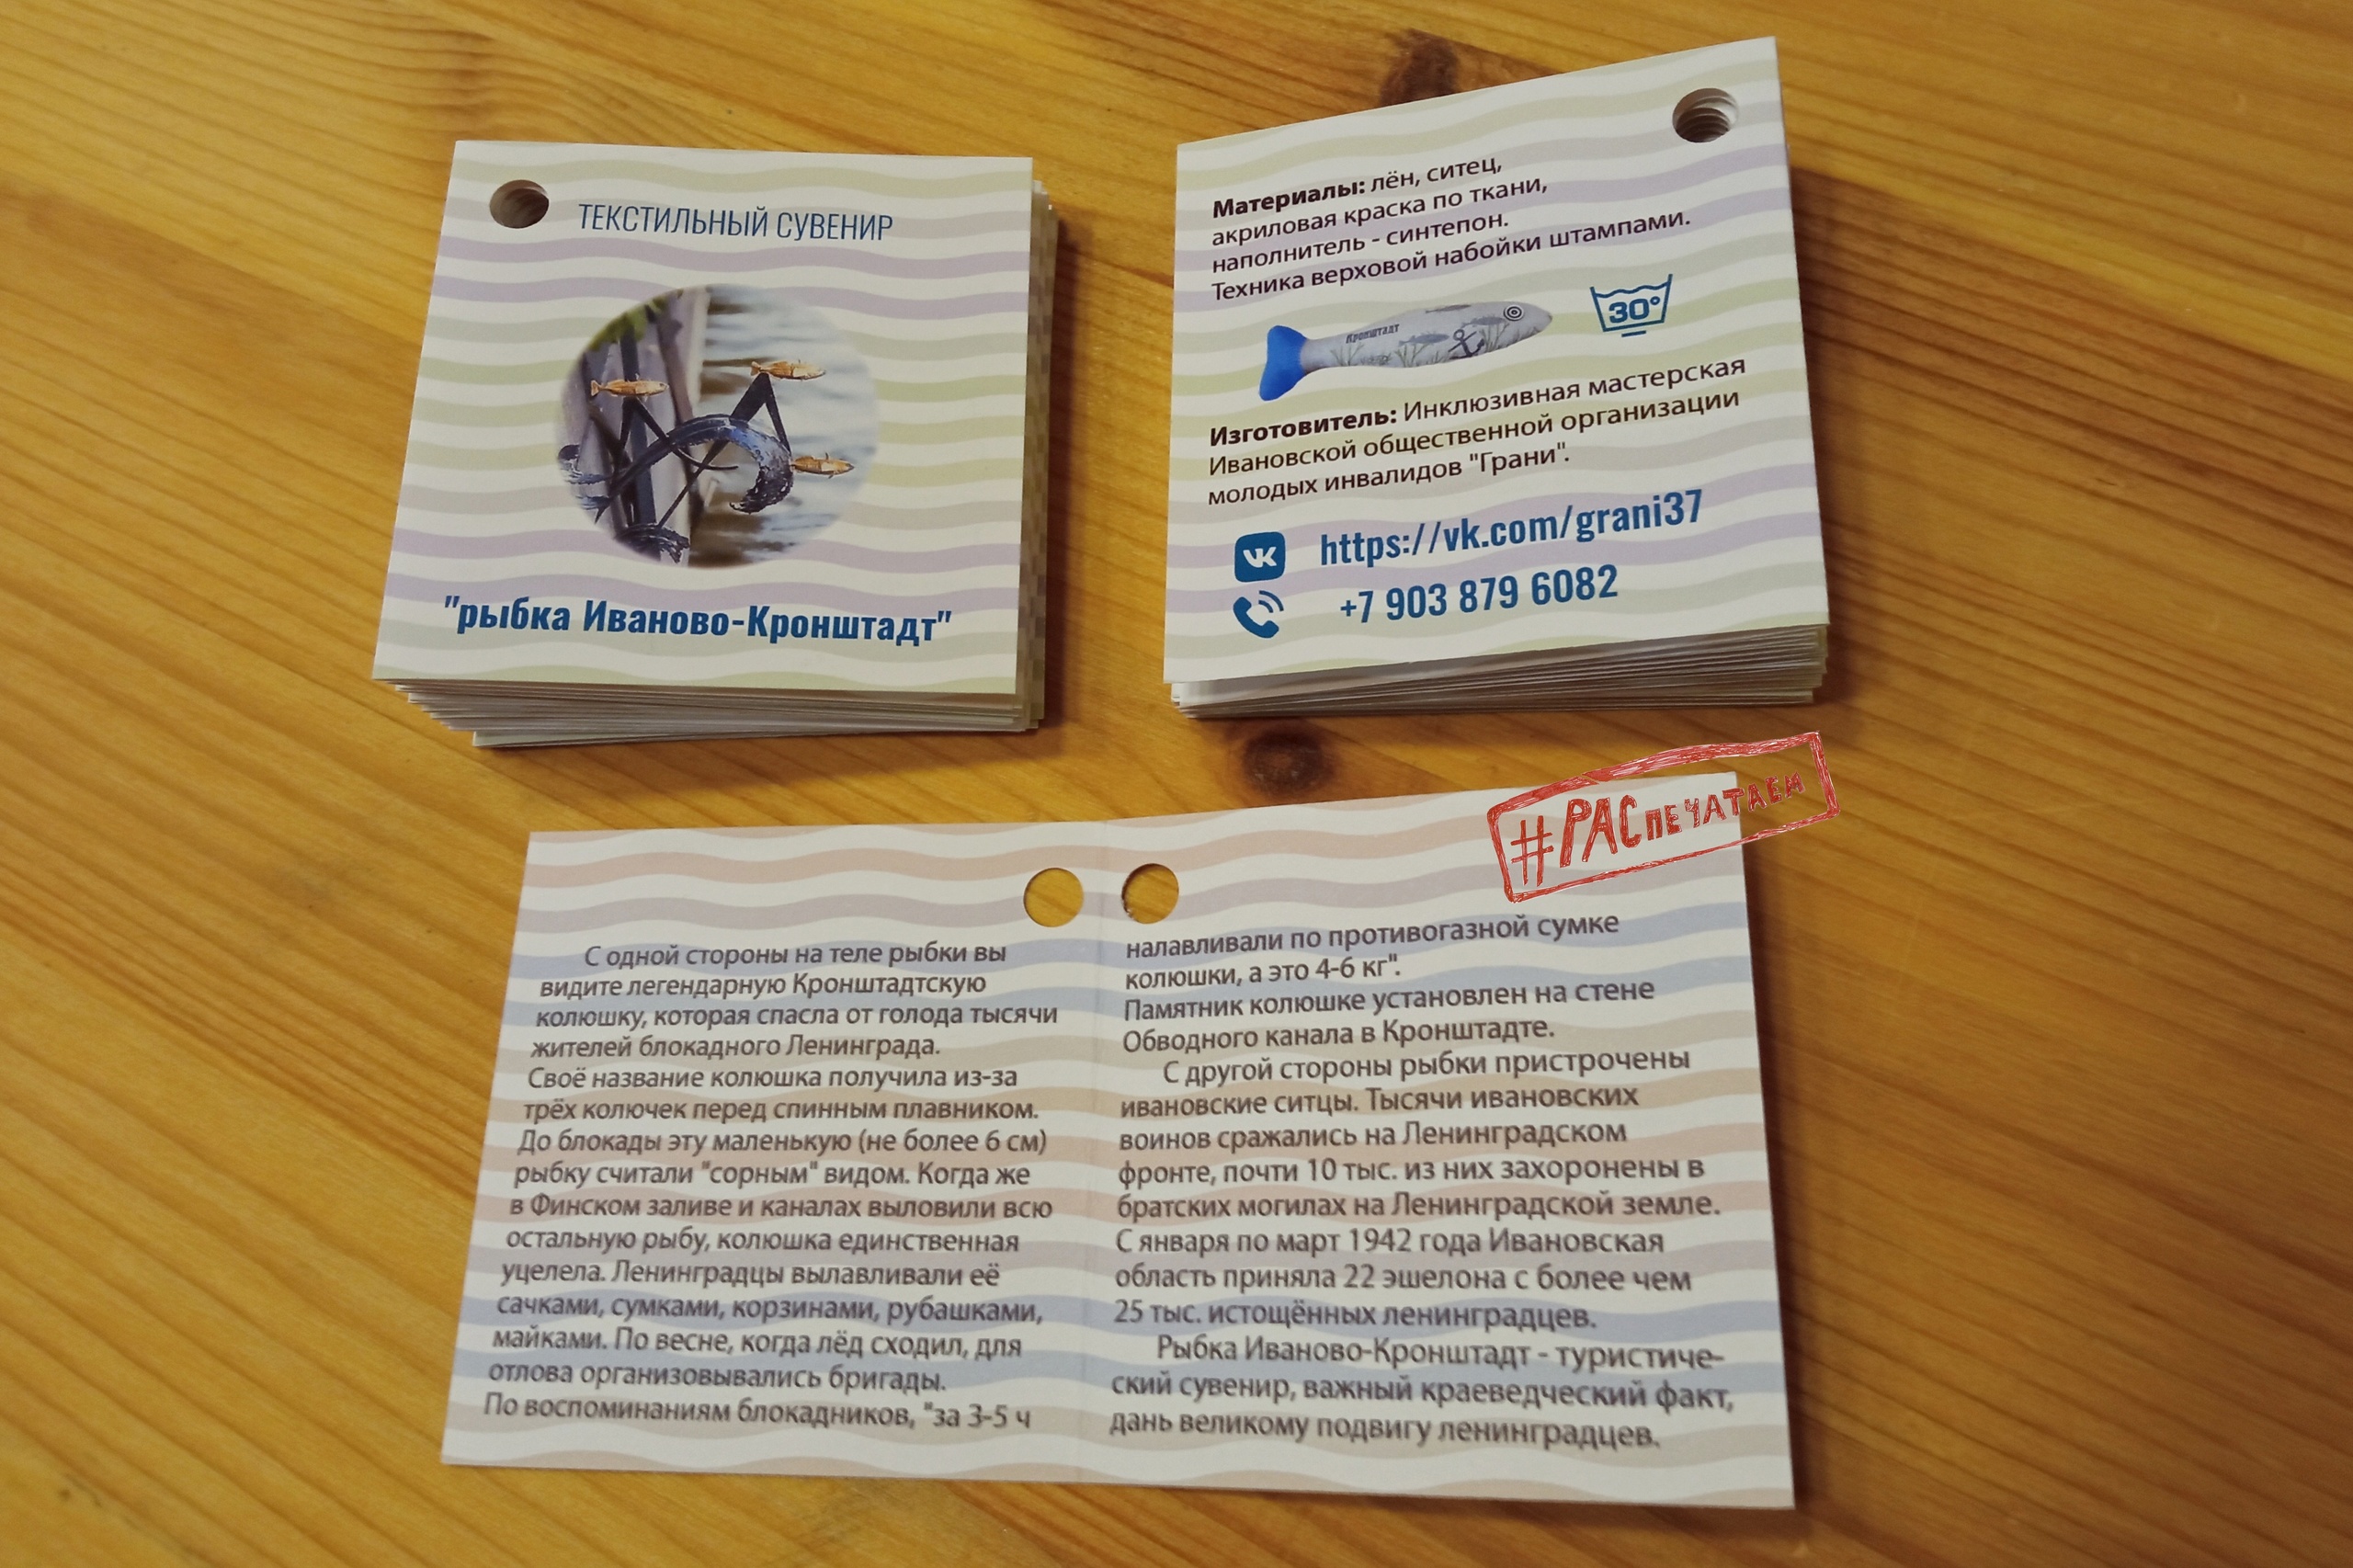 ТЕКСТИЛЬНЫЙ СУВЕНИР
"рыбка Иваново-Кронштадт"
Материалы: лён, ситец,
акриловая краска по ткани,
наполнитель - синтепон.
Техника верховой набойки штампами.
Кронштадт
30°
Изготовитель: Инклюзивная мастерская
Ивановской общественной организации
молодых инвалидов "Грани".
https://vk.com/grani37
+7 903 879 6082
#РАСпечатаем
С одной стороны на теле рыбки вы
видите легендарную Кронштадтскую
колюшку, которая спасла от голода тысячи
жителей блокадного Ленинграда.
Своё название колюшка получила из-за
трёх колючек перед спинным плавником.
До блокады эту маленькую (не более 6 см)
рыбку считали "сорным" видом. Когда же
в Финском заливе и каналах выловили всю
остальную рыбу, колюшка единственная
уцелела. Ленинградцы вылавливали её
сачками, сумками, корзинами, рубашками,
майками. По весне, когда лёд сходил, для
отлова организовывались бригады.
По воспоминаниям блокадников, "за 3-5 ч
налавливали по противогазной сумке
колюшки, а это 4-6 кг".
Памятник колюшке установлен на стене
Обводного канала в Кронштадте.
С другой стороны рыбки пристрочены
ивановские ситцы. Тысячи ивановских
воинов сражались на Ленинградском
фронте, почти 10 тыс. из них захоронены в
братских могилах на Ленинградской земле.
С января по март 1942 года Ивановская
область приняла 22 эшелона с более чем
25 тыс. истощённых ленинградцев.
Рыбка Иваново-Кронштадт - туристиче-
ский сувенир, важный краеведческий факт,
дань великому подвигу ленинградцев.